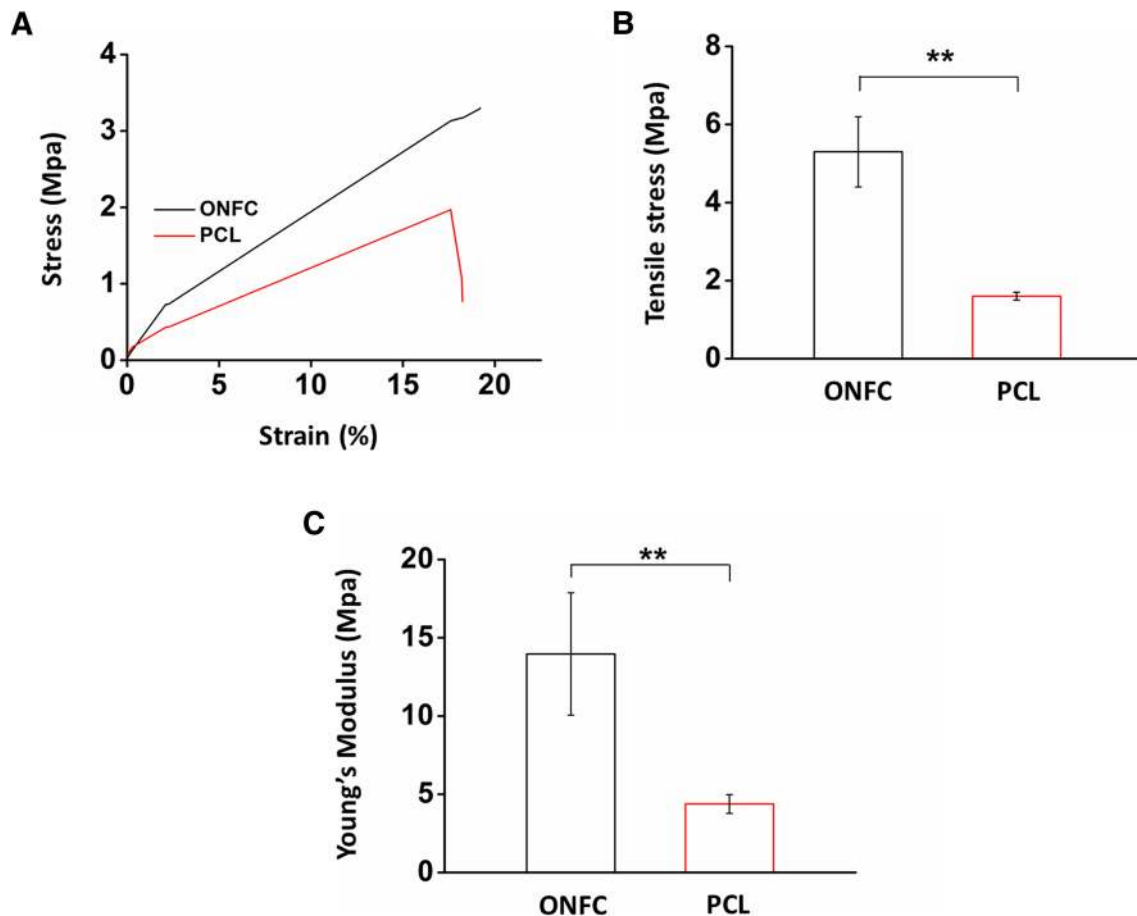 A
Stress (Mpa)
4
3
2
1
0
ONFC
PCL
0 5 10 15 20
Strain (%)
B
Tensile stress (Mpa)
8
6
4
2
0
**
ONFC PCL
C
Young's Modulus (Mpa)
20
15
10
5
0
**
ONFC PCL